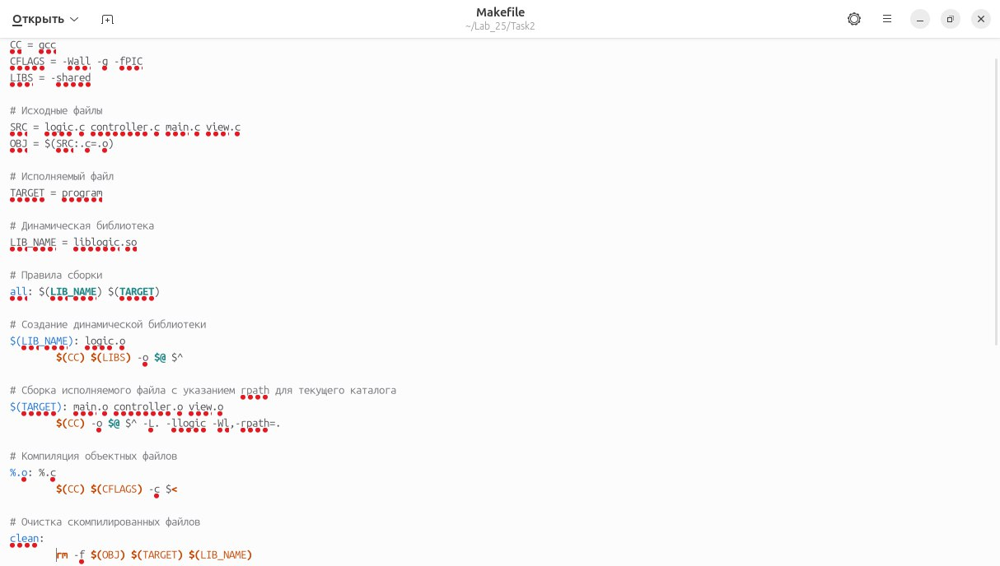 Открыть
Makefile
~/Lab_25/Task2
CC = gcc
CFLAGS = -Wall -g -fPIC
LIBS = -shared
# Исходные файлы
SRC = logic.c controller.c main.c view.c
OBJ = $(SRC:.c=.o)
# Исполняемый файл
TARGET = program
# Динамическая библиотека
LIB_NAME = liblogic.so
# Правила сборки
all: $(LIB_NAME) $(TARGET)
# Создание динамической библиотеки
$(LIB_NAME): logic.o
$(CC) $(LIBS) -o $@ $^
# Сборка исполняемого файла с указанием rpath для текущего каталога
$(TARGET): main.o controller.o view.o
$(CC) -o $@ $^ -L. -llogic -Wl,-rpath=.
# Компиляция объектных файлов
%.o: %.c
$(CC) $(CFLAGS) -c $<
# Очистка скомпилированных файлов
clean:
rm -f $(OBJ) $(TARGET) $(LIB_NAME)